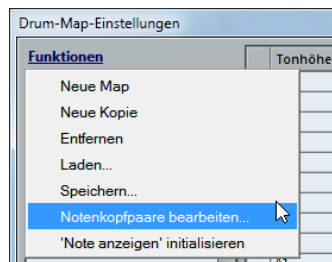 Drum-Map-Einstellungen
Funktionen
Tonhöhe
Neue Map
Neue Kopie
Entfernen
Laden...
Speichern...
Notenkopfpaare bearbeiten...
'Note anzeigen' initialisieren